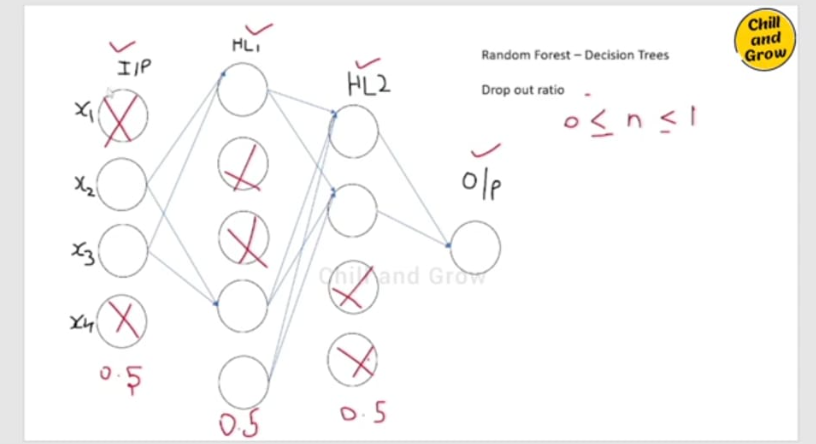 Chill
and
Grow
HL1
I/P
HL2
Random Forest – Decision Trees
Drop out ratio
0 ≤ n ≤ 1
x1
x2
x3
x4
O/P
Chill and Grow
0.5
0.5
0.5